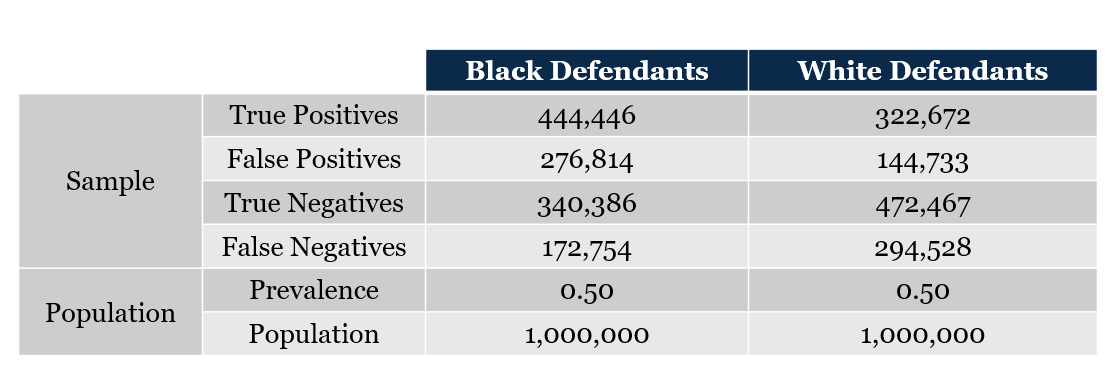 Black Defendants White Defendants
Sample
True Positives 444,446 322,672
False Positives 276,814 144,733
True Negatives 340,386 472,467
False Negatives 172,754 294,528
Population
Prevalence 0.50 0.50
Population 1,000,000 1,000,000